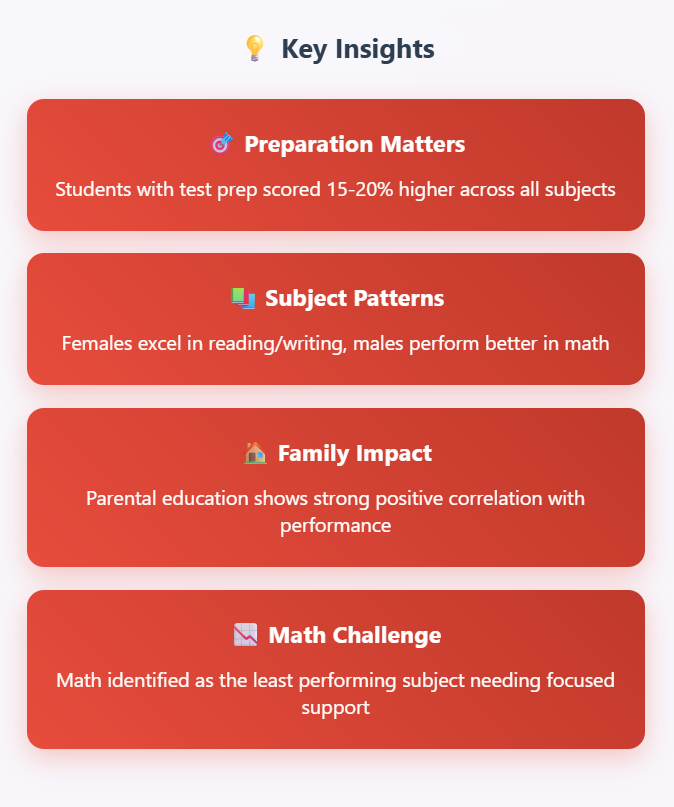 Key Insights
Preparation Matters
Students with test prep scored 15-20% higher across all subjects
Subject Patterns
Females excel in reading/writing, males perform better in math
Family Impact
Parental education shows strong positive correlation with
performance
Math Challenge
Math identified as the least performing subject needing focused
support